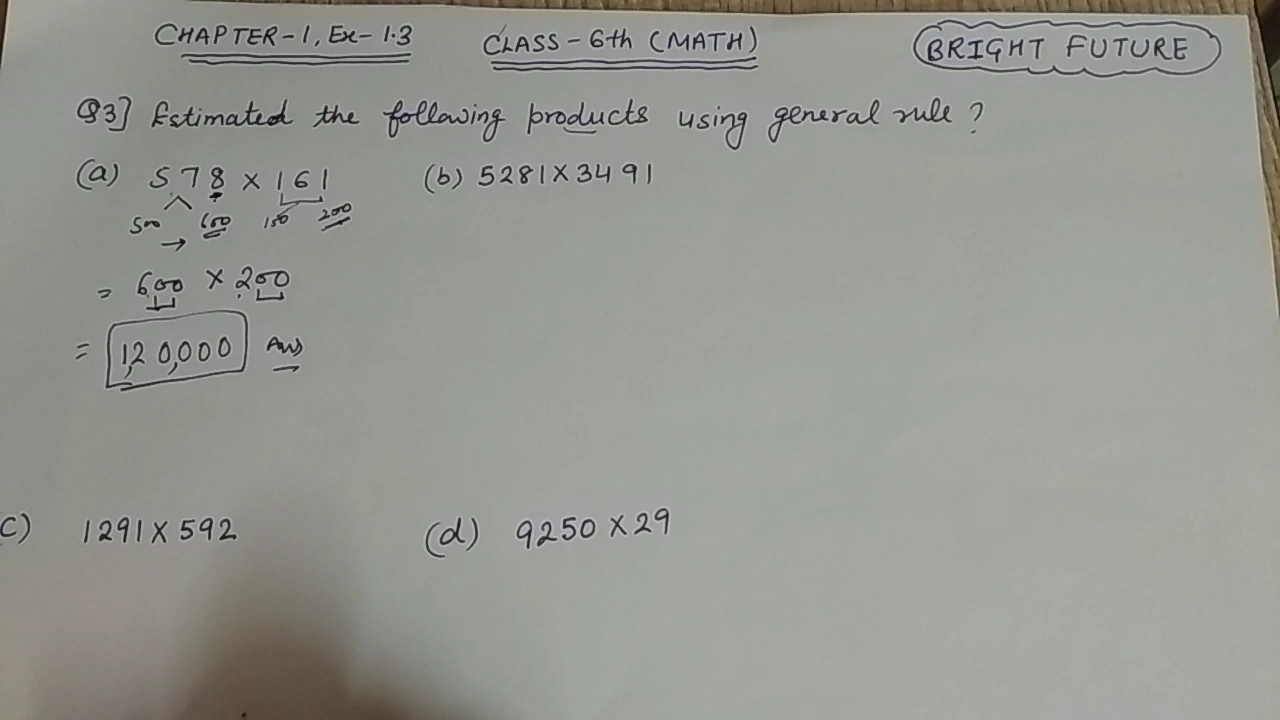 CHAPTER-1, Ex-1.3 CLASS-6th (MATH) BRIGHT FUTURE
Q3] Estimated the following products using general rule?
(a) 578 × 161 (b) 5281×3491
500 → 600 100 200
= 600 × 200
= 1,20,000 Ans
C) 1291×592 (d) 9250×29